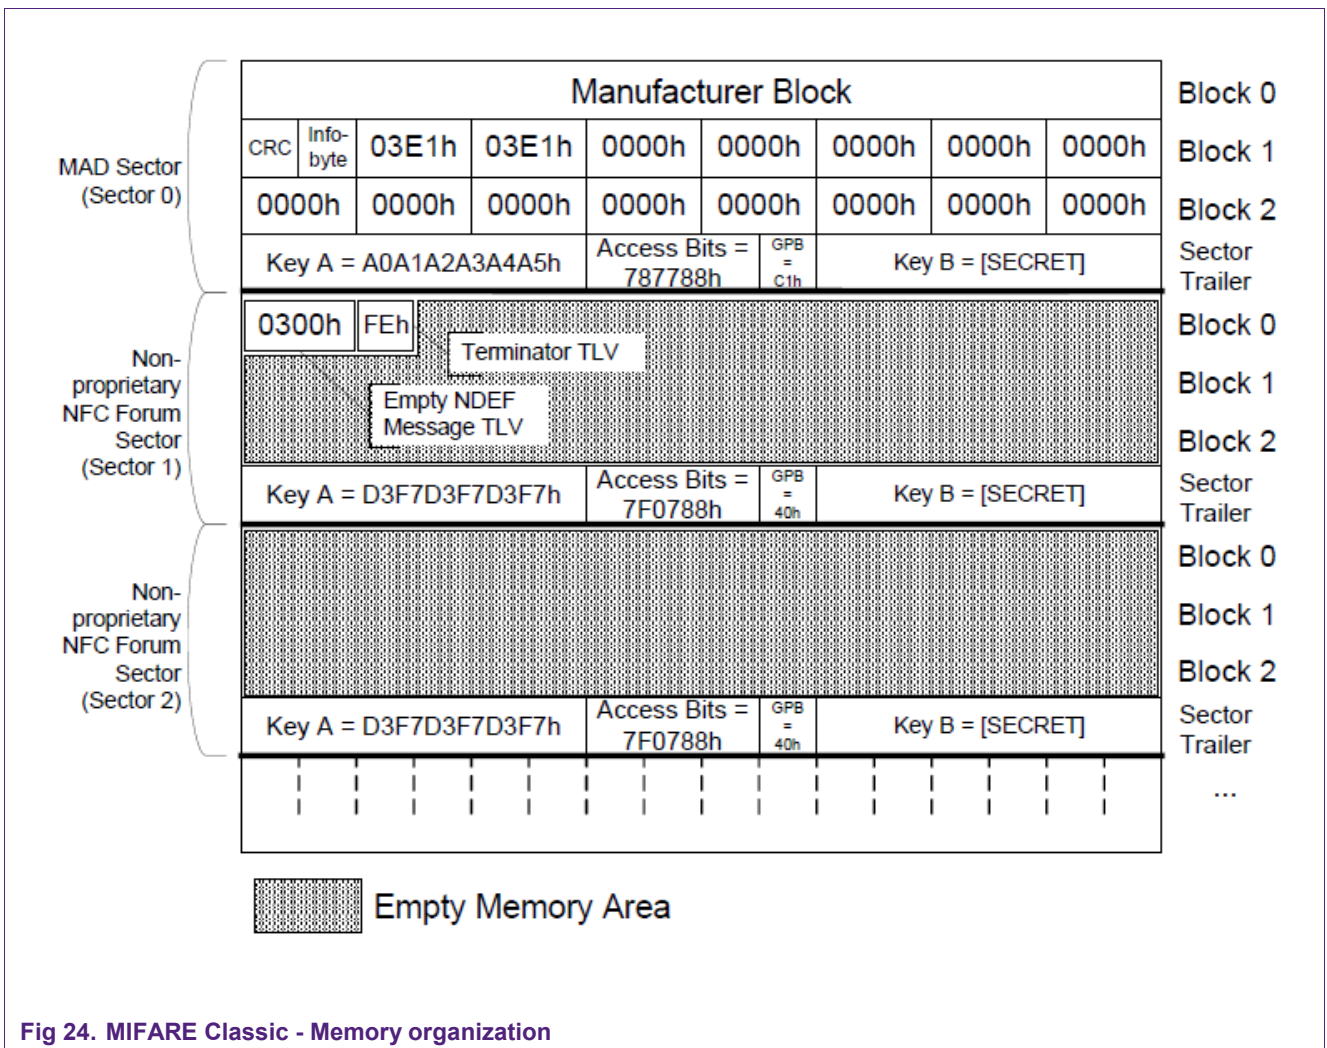 Manufacturer Block
Block 0
CRC
Info-
byte
03E1h
03E1h
0000h
0000h
0000h
0000h
0000h
Block 1
MAD Sector
(Sector 0)
0000h
0000h
0000h
0000h
0000h
0000h
0000h
0000h
Block 2
Key A = A0A1A2A3A4A5h
Access Bits =
787788h
GPB
=
C1h
Key B = [SECRET]
Sector
Trailer
0300h
FEh
Block 0
Terminator TLV
Non-
proprietary
NFC Forum
Sector
(Sector 1)
Block 1
Empty NDEF
Message TLV
Block 2
Key A = D3F7D3F7D3F7h
Access Bits =
7F0788h
GPB
=
40h
Key B = [SECRET]
Sector
Trailer
Block 0
Non-
proprietary
NFC Forum
Sector
(Sector 2)
Block 1
Block 2
Key A = D3F7D3F7D3F7h
Access Bits =
7F0788h
GPB
=
40h
Key B = [SECRET]
Sector
Trailer
...
Empty Memory Area
Fig 24. MIFARE Classic - Memory organization